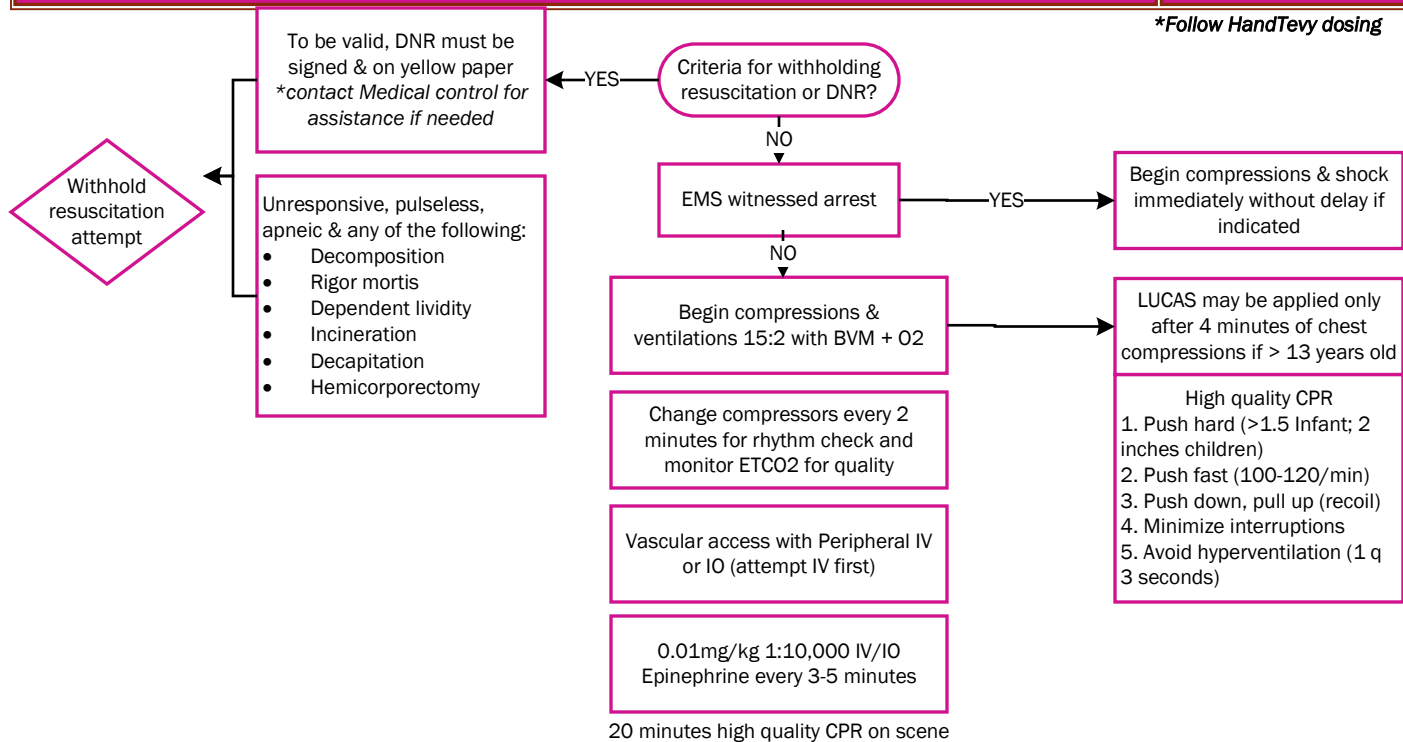 *Follow HandTevy dosing
To be valid, DNR must be
signed & on yellow paper
*contact Medical control for
assistance if needed
YES
Criteria for withholding
resuscitation or DNR?
NO
Withhold
resuscitation
attempt
Unresponsive, pulseless,
apneic & any of the following:
• Decomposition
• Rigor mortis
• Dependent lividity
• Incineration
• Decapitation
• Hemicorporectomy
EMS witnessed arrest
YES
Begin compressions & shock
immediately without delay if
indicated
NO
Begin compressions &
ventilations 15:2 with BVM + O2
LUCAS may be applied only
after 4 minutes of chest
compressions if > 13 years old
High quality CPR
1. Push hard (>1.5 Infant; 2
inches children)
2. Push fast (100-120/min)
3. Push down, pull up (recoil)
4. Minimize interruptions
5. Avoid hyperventilation (1 q
3 seconds)
Change compressors every 2
minutes for rhythm check and
monitor ETCO2 for quality
Vascular access with Peripheral IV
or IO (attempt IV first)
0.01mg/kg 1:10,000 IV/IO
Epinephrine every 3-5 minutes
20 minutes high quality CPR on scene